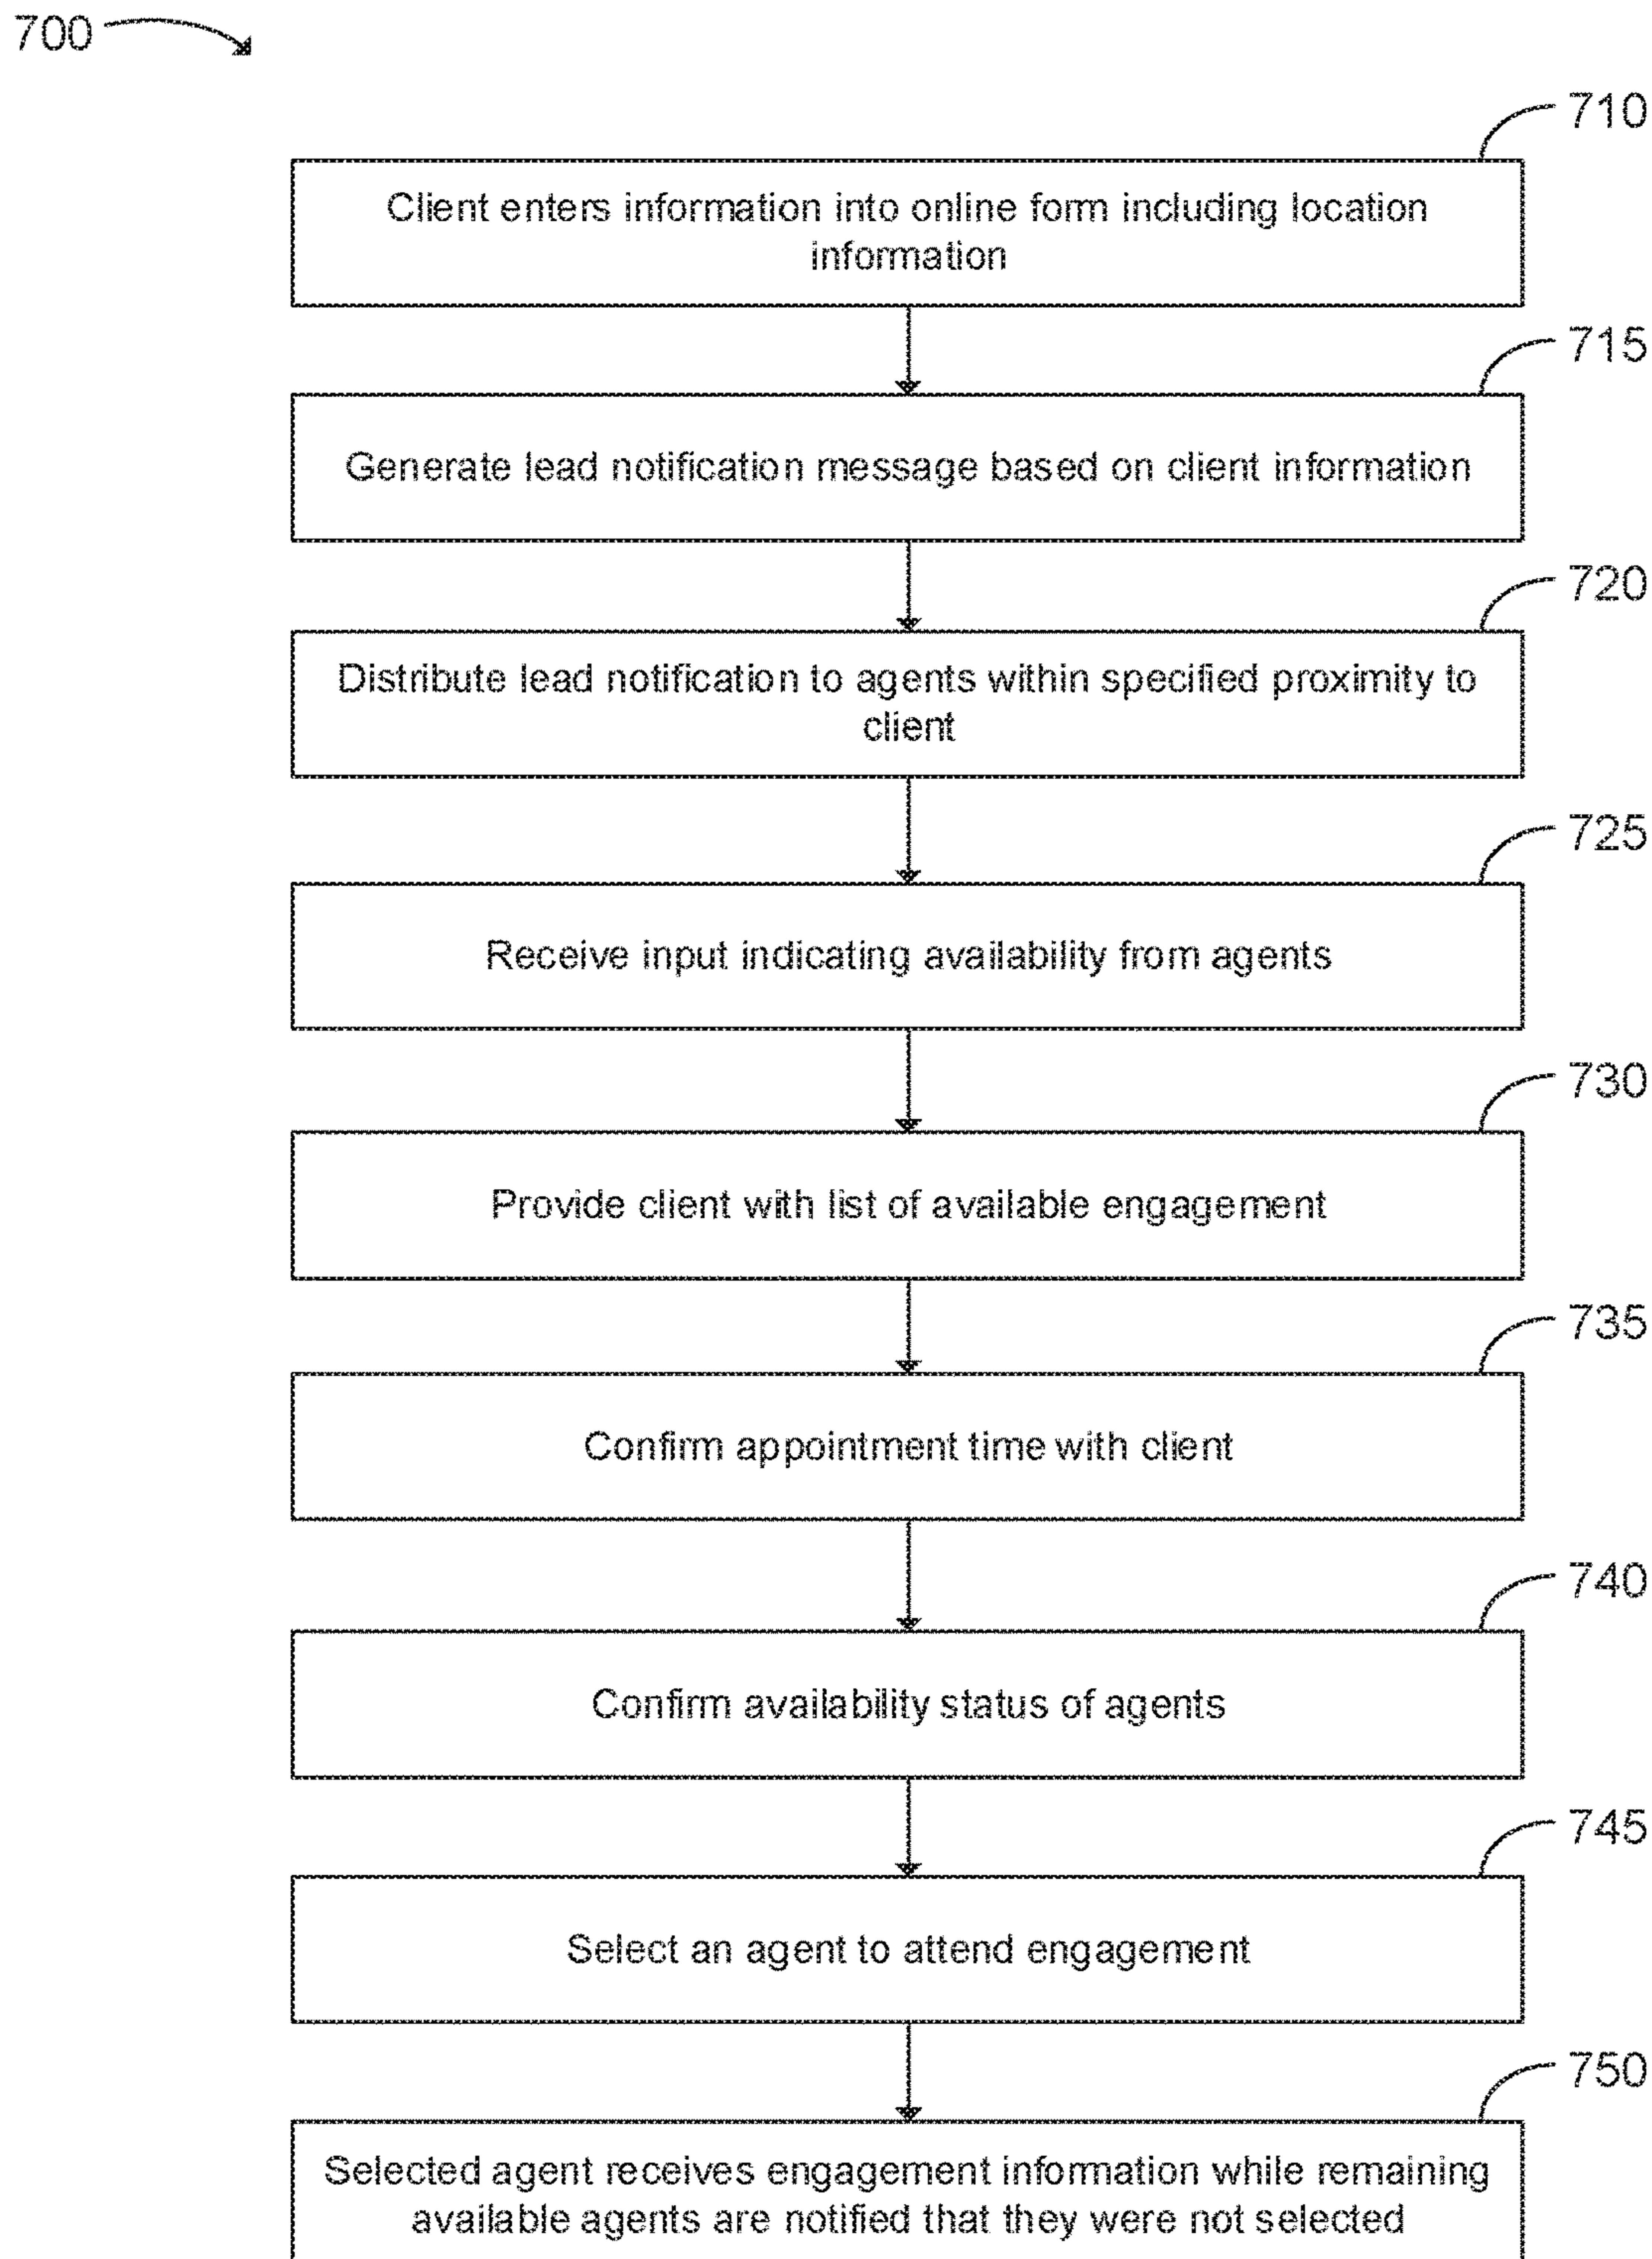 700
710
Client enters information into online form including location
information
715
Generate lead notification message based on client information
720
Distribute lead notification to agents within specified proximity to
client
725
Receive input indicating availability from agents
730
Provide client with list of available engagement
735
Confirm appointment time with client
740
Confirm availability status of agents
745
Select an agent to attend engagement
750
Selected agent receives engagement information while remaining
available agents are notified that they were not selected